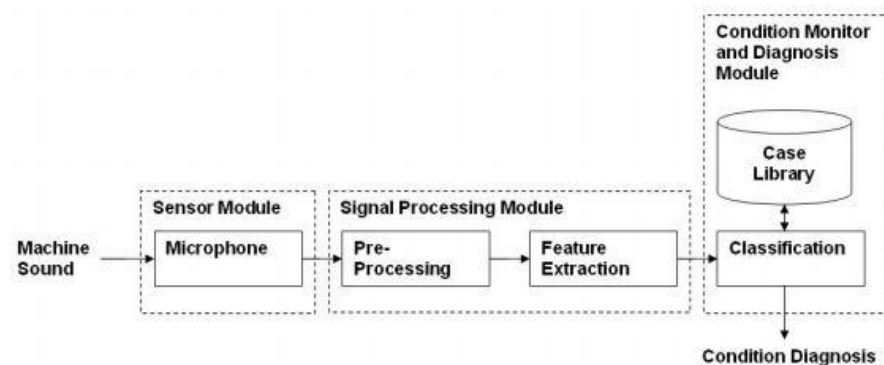 Condition Monitor
and Diagnosis
Module
Case
Library
Sensor Module
Signal Processing Module
Machine
Sound
Microphone
Pre-
Processing
Feature
Extraction
Classification
Condition Diagnosis